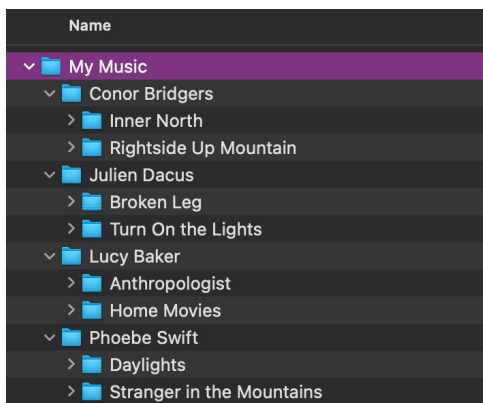 Name
My Music
Conor Bridgers
Inner North
Rightside Up Mountain
Julien Dacus
Broken Leg
Turn On the Lights
Lucy Baker
Anthropologist
Home Movies
Phoebe Swift
Daylights
Stranger in the Mountains